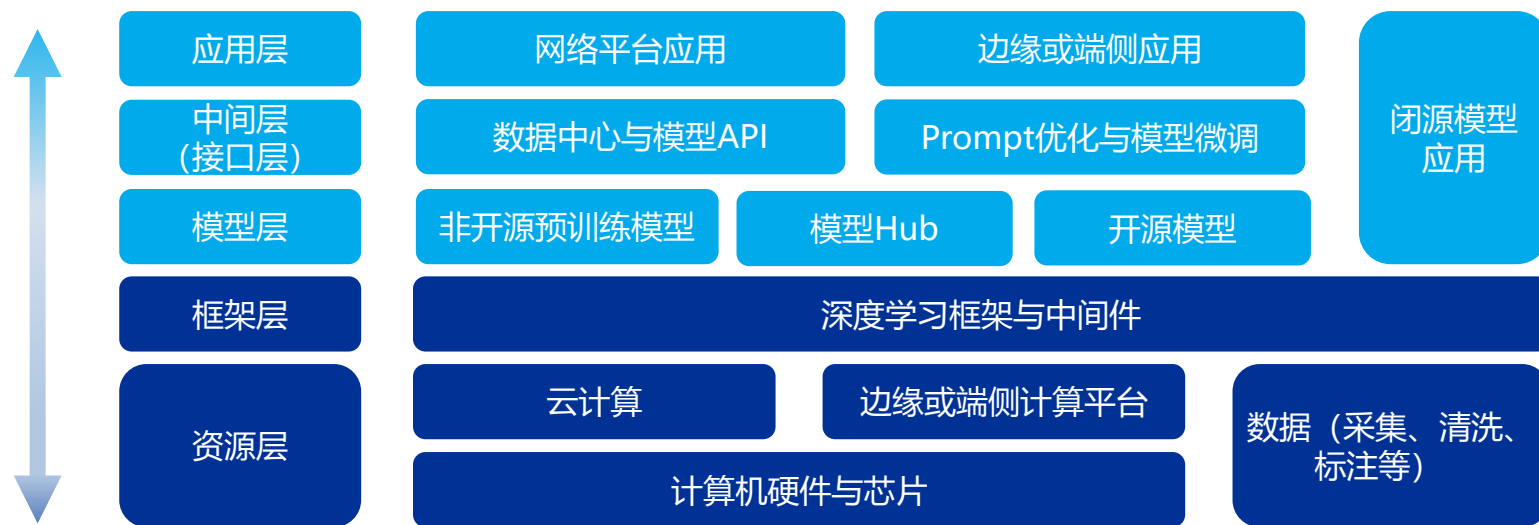 应用层
网络平台应用
边缘或端侧应用
闭源模型
应用
中间层
（接口层）
数据中心与模型API
Prompt优化与模型微调
模型层
非开源预训练模型
模型Hub
开源模型
框架层
深度学习框架与中间件
资源层
云计算
边缘或端侧计算平台
数据（采集、清洗、
标注等）
计算机硬件与芯片